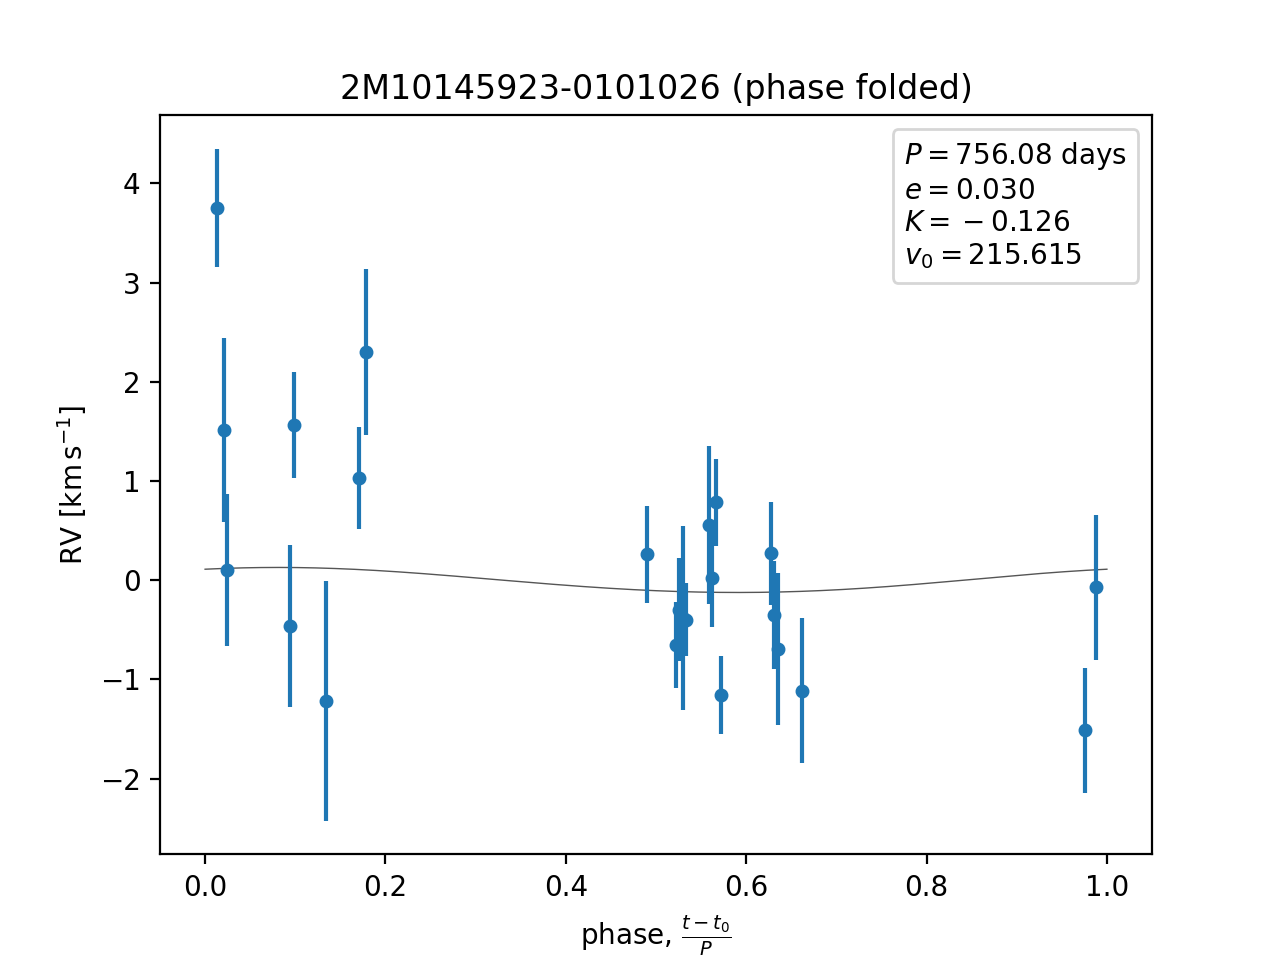 2M10145923-0101026 (phase folded)
P = 756.08 days
e = 0.030
K = −0.126
v₀ = 215.615
4
3
2
1
0
−1
−2
RV [km s⁻¹]
0.0 0.2 0.4 0.6 0.8 1.0
phase, (t − t₀)/P